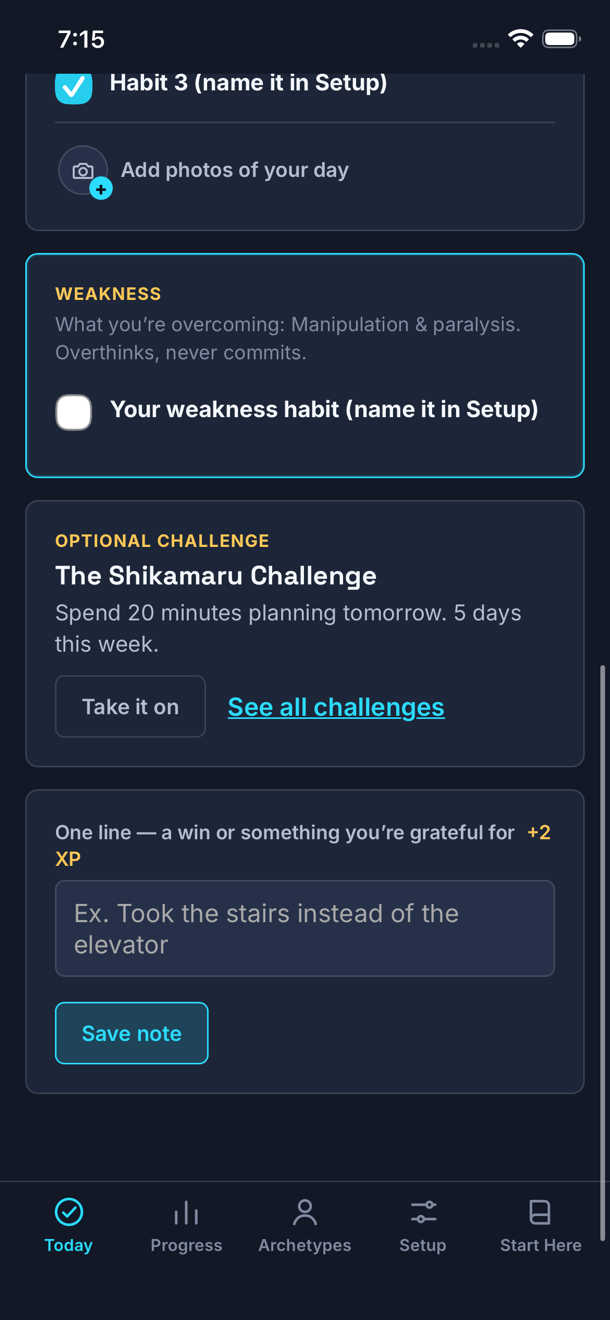 7:15
Habit 3 (name it in Setup)
Add photos of your day
WEAKNESS
What you’re overcoming: Manipulation & paralysis.
Overthinks, never commits.
Your weakness habit (name it in Setup)
OPTIONAL CHALLENGE
The Shikamaru Challenge
Spend 20 minutes planning tomorrow. 5 days
this week.
Take it on
See all challenges
One line — a win or something you’re grateful for +2
XP
Ex. Took the stairs instead of the
elevator
Save note
Today
Progress
Archetypes
Setup
Start Here